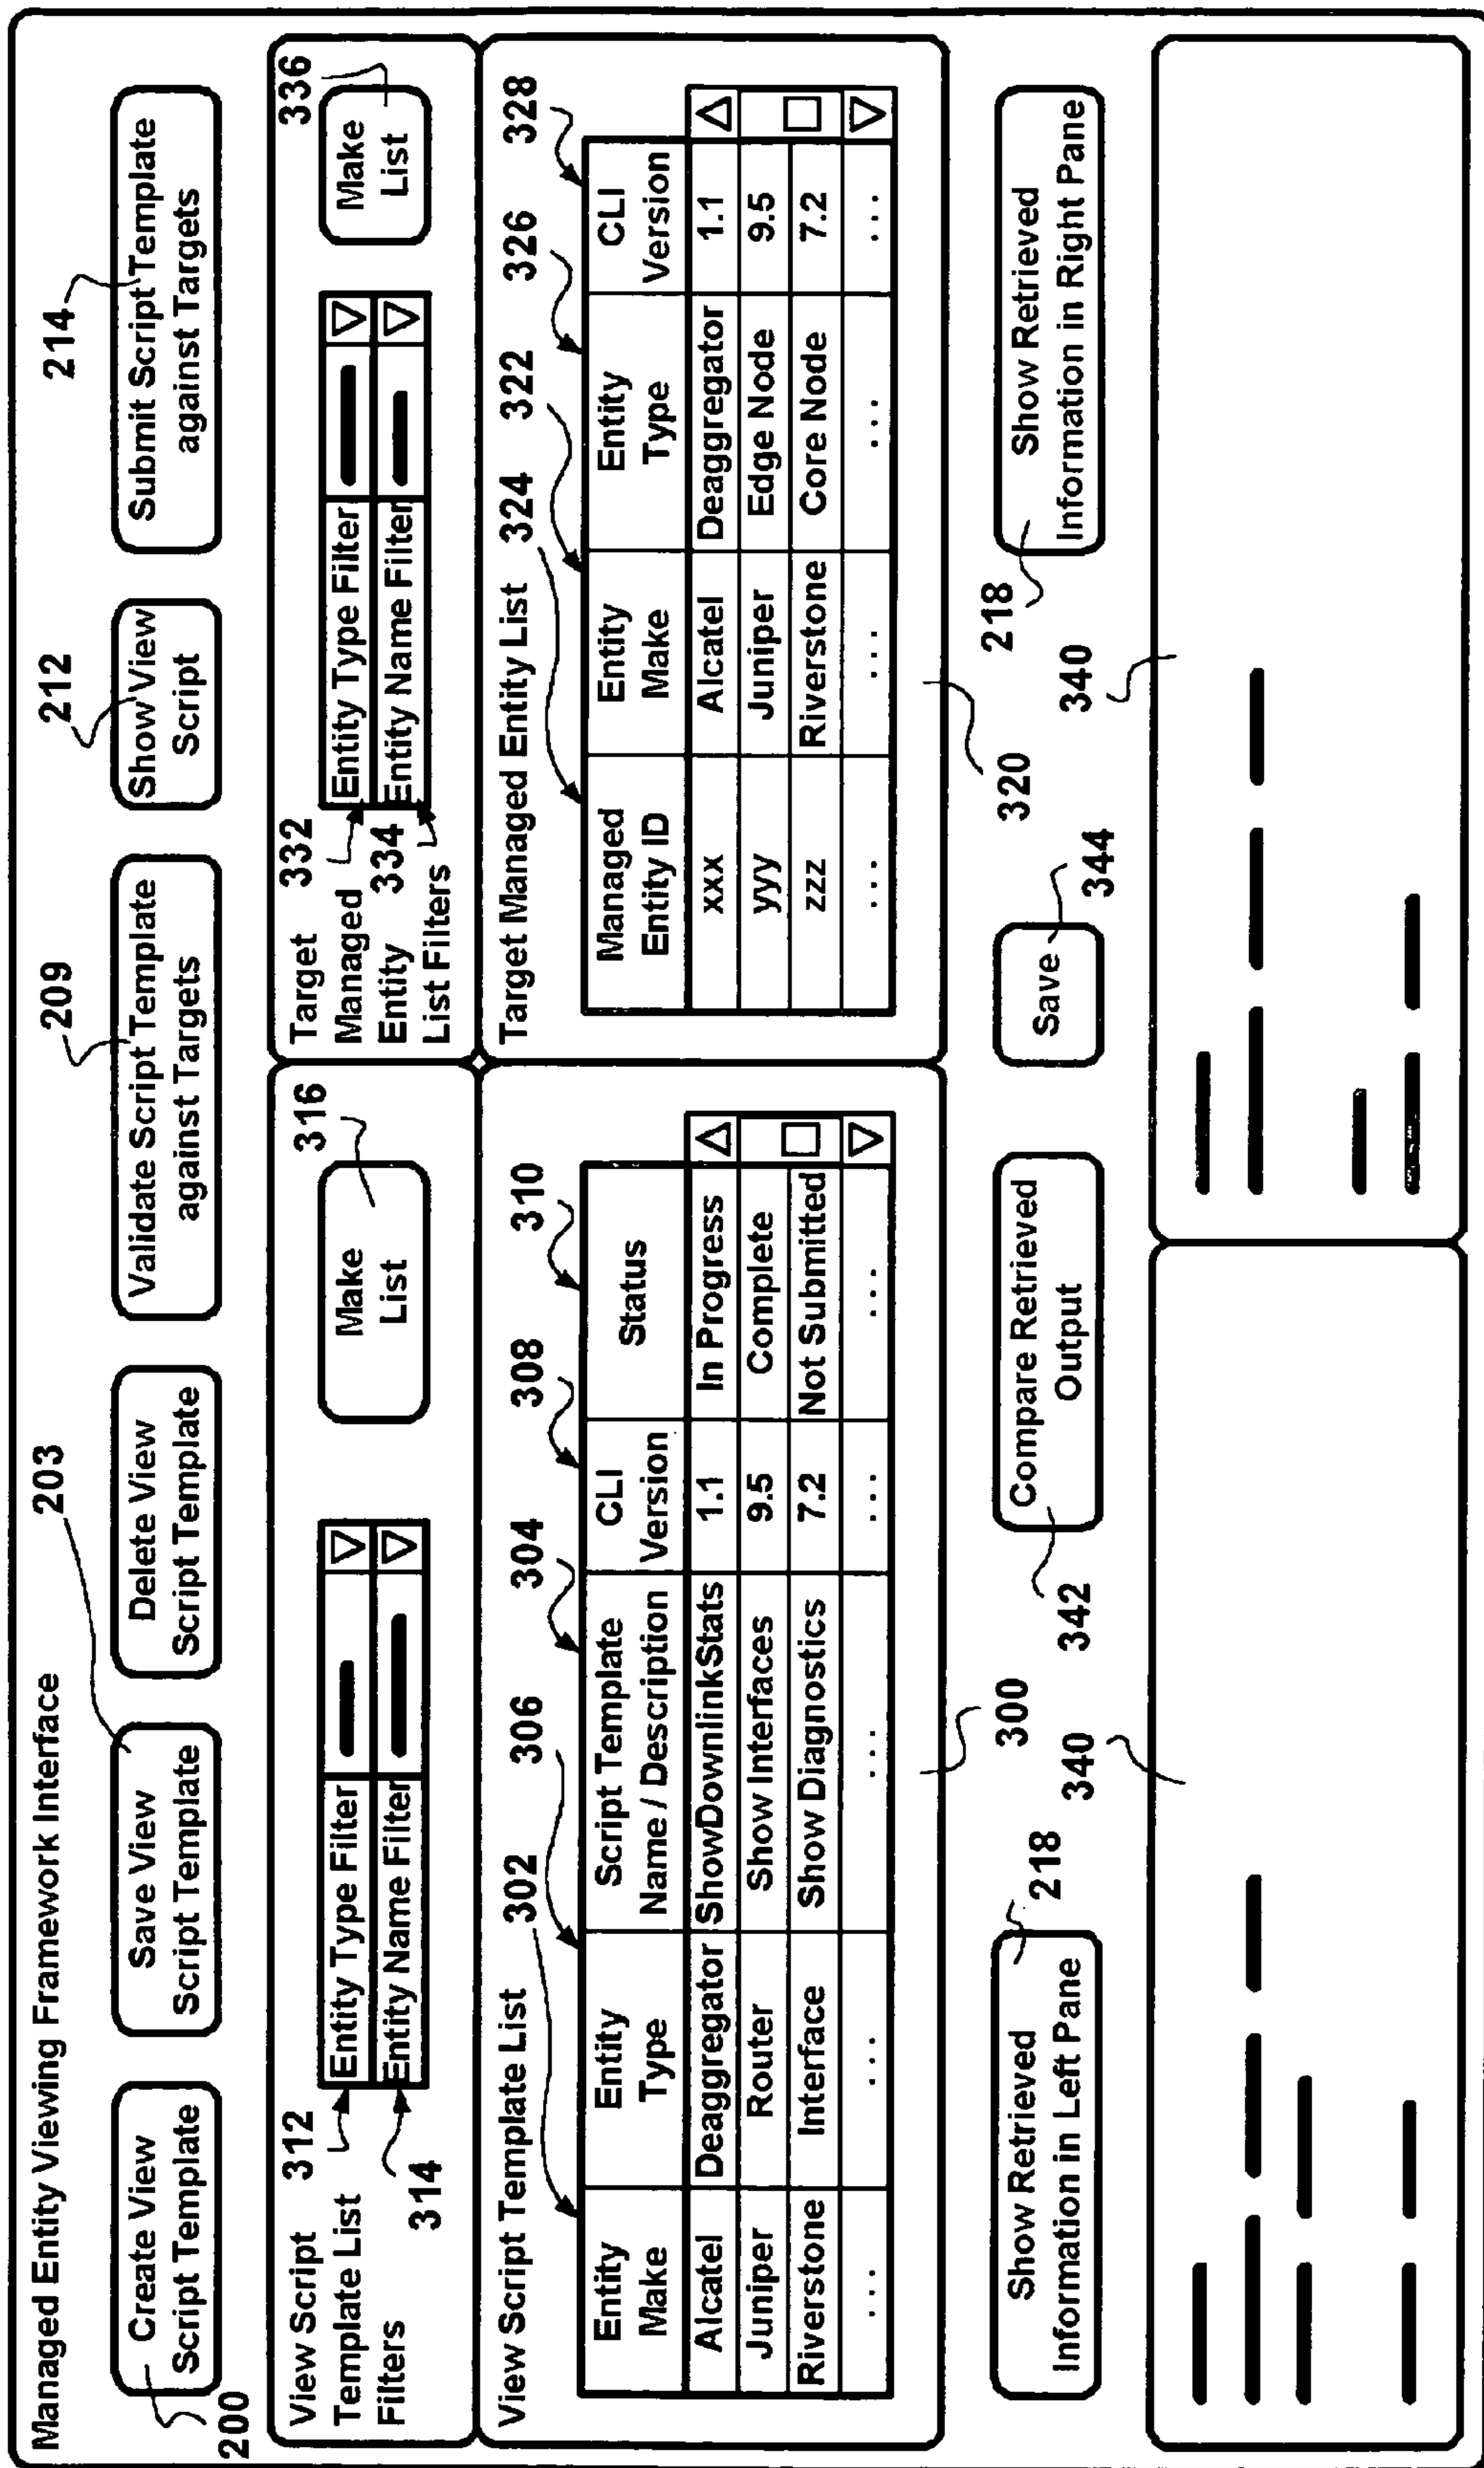 Managed Entity Viewing Framework Interface
203
209
212
214
Create View
Script Template
Save View
Script Template
Delete View
Script Template
Validate Script Template
against Targets
Show View
Script
Submit Script Template
against Targets
200
View Script
Template List
Filters
312
314
Entity Type Filter
Entity Name Filter
316
Make
List
Target
Managed
Entity
List Filters
332
334
Entity Type Filter
Entity Name Filter
336
Make
List
View Script Template List
302
306
304
308
310
Entity Make | Entity Type | Script Template Name / Description | CLI Version | Status
Alcatel | Deaggregator | ShowDownlinkStats | 1.1 | In Progress
Juniper | Router | Show Interfaces | 9.5 | Complete
Riverstone | Interface | Show Diagnostics | 7.2 | Not Submitted
... | ... | ... | ... | ...
300
Target Managed Entity List
324
322
326
328
Managed Entity ID | Entity Make | Entity Type | CLI Version
xxx | Alcatel | Deaggregator | 1.1
yyy | Juniper | Edge Node | 9.5
zzz | Riverstone | Core Node | 7.2
... | ... | ... | ...
320
Show Retrieved
Information in Left Pane
218
342
Compare Retrieved
Output
Save
344
218
Show Retrieved
Information in Right Pane
340
340